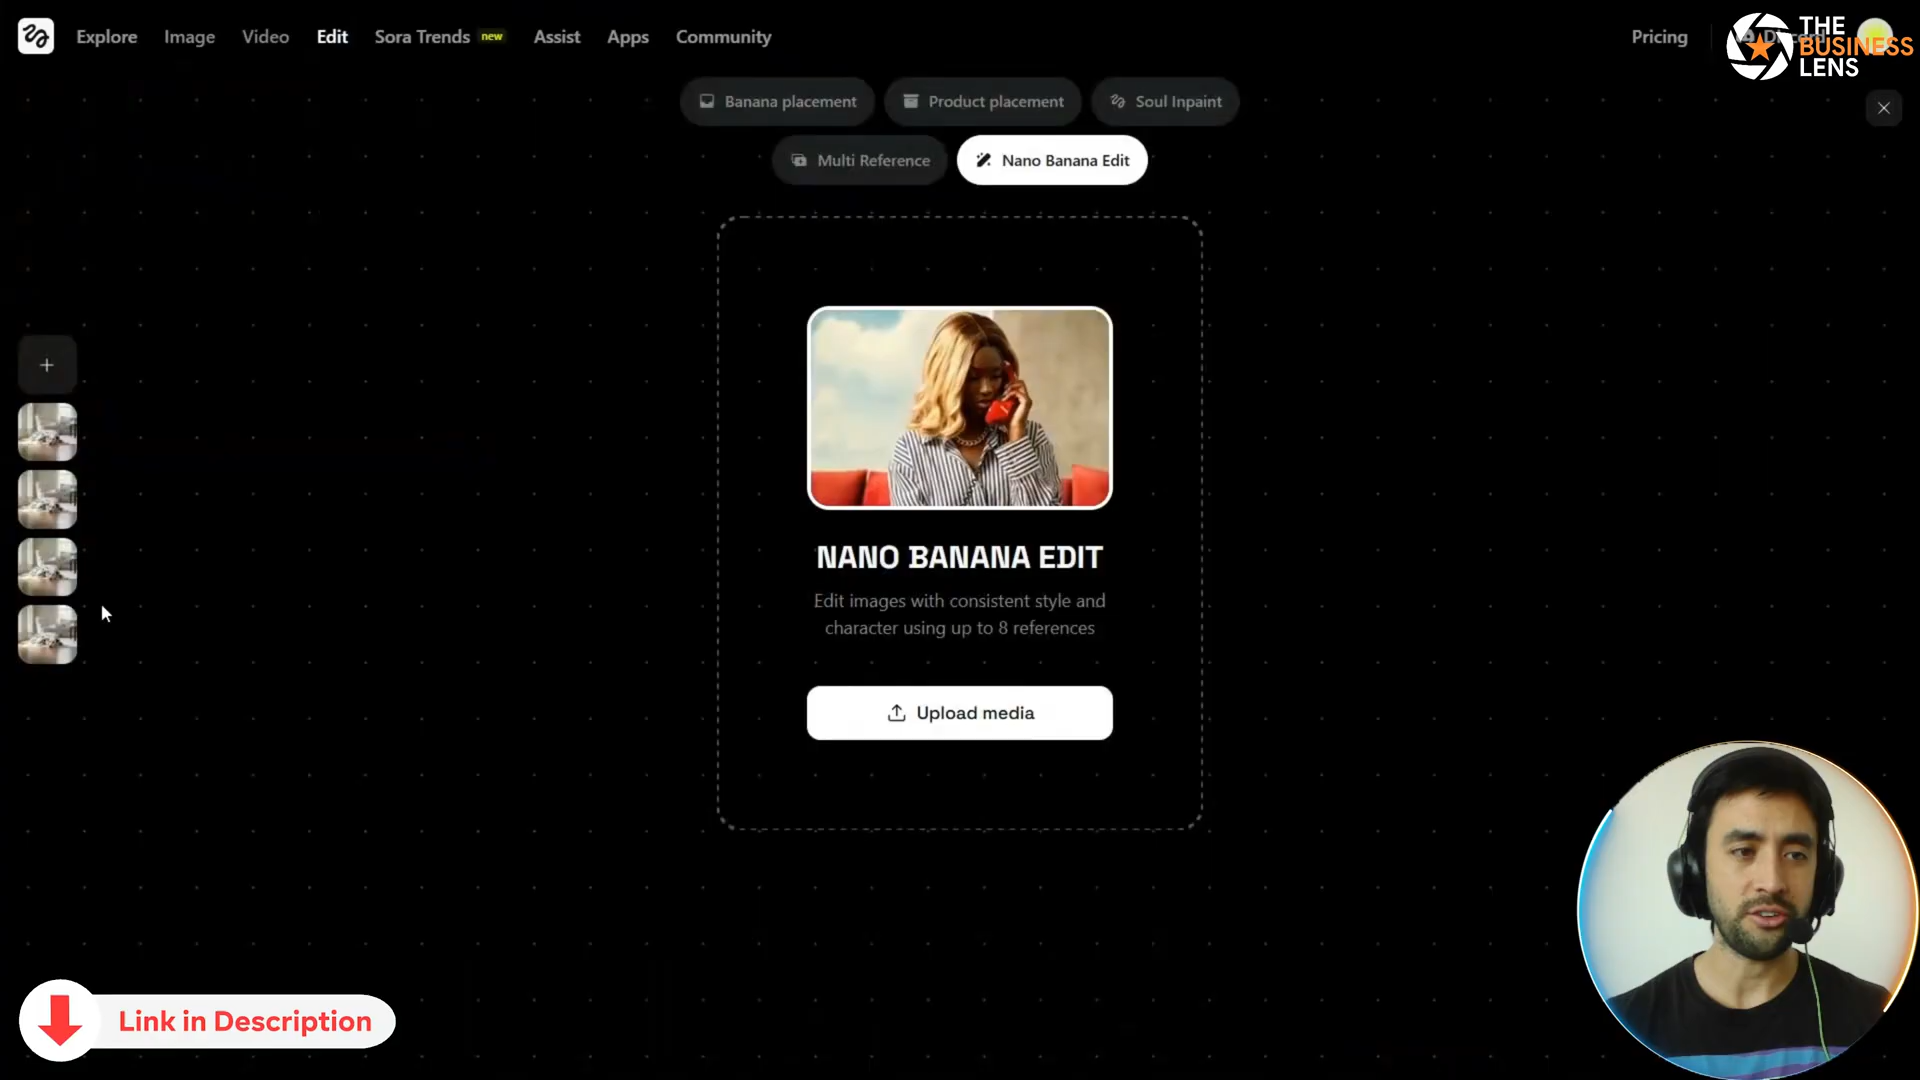 Explore Image Video Edit Sora Trends new Assist Apps Community Pricing
THE
BUSINESS
LENS
Banana placement Product placement Soul Inpaint
Multi Reference Nano Banana Edit
NANO BANANA EDIT
Edit images with consistent style and
character using up to 8 references
Upload media
Link in Description